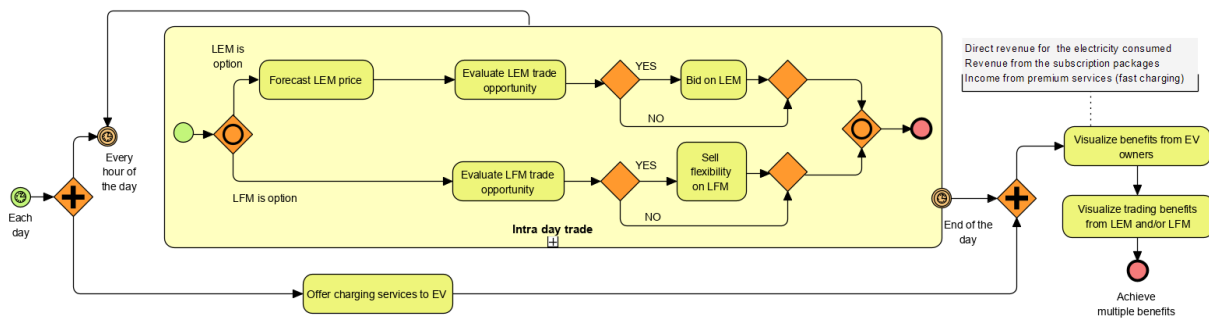 LEM is
option
Forecast LEM price
Evaluate LEM trade
opportunity
YES
Bid on LEM
NO
Direct revenue for the electricity consumed
Revenue from the subscription packages
Income from premium services (fast charging)
Every
hour of
the day
Each
day
LFM is option
Evaluate LFM trade
opportunity
YES
Sell
flexibility
on LFM
NO
Intra day trade
End of the
day
Visualize benefits from EV
owners
Visualize trading benefits
from LEM and/or LFM
Offer charging services to EV
Achieve
multiple benefits